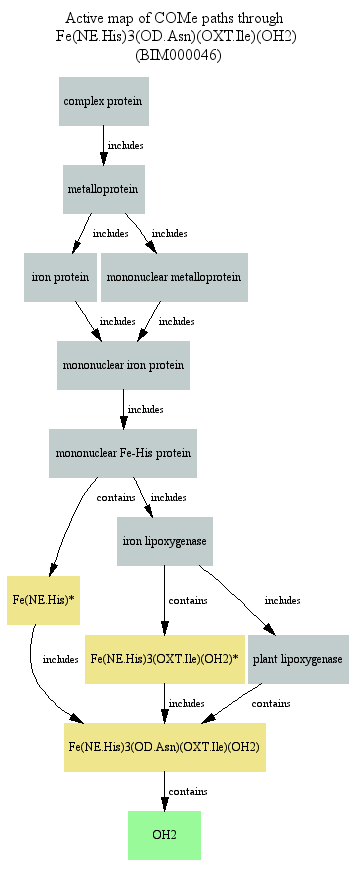 Active map of COMe paths through
Fe(NE.His)3(OD.Asn)(OXT.Ile)(OH2)
(BIM000046)
complex protein
includes
metalloprotein
includes includes
iron protein mononuclear metalloprotein
includes includes
mononuclear iron protein
includes
mononuclear Fe-His protein
contains includes
iron lipoxygenase
Fe(NE.His)* contains includes
includes Fe(NE.His)3(OXT.Ile)(OH2)* plant lipoxygenase
includes contains
Fe(NE.His)3(OD.Asn)(OXT.Ile)(OH2)
contains
OH2